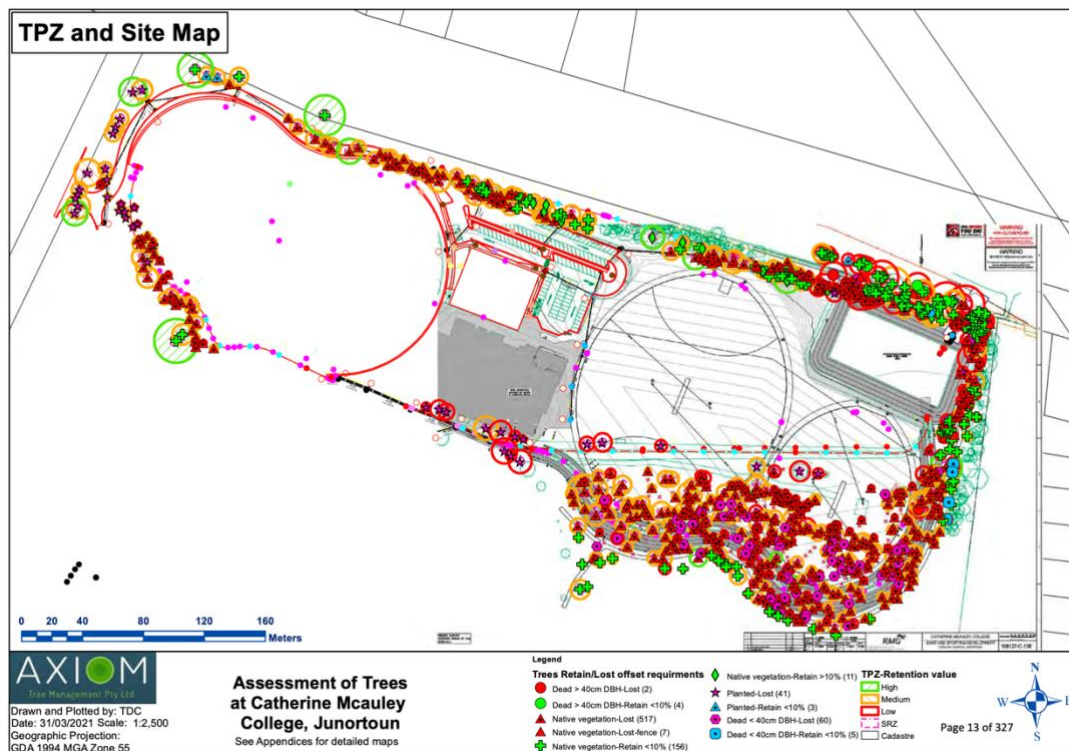 TPZ and Site Map
WARNING
WARNING
0 20 40 80 120 160
Meters
AXIOM
Tree Management Pty Ltd
Drawn and Plotted by: TDC
Date: 31/03/2021 Scale: 1:2,500
Geographic Projection:
GDA 1994 MGA Zone 55
Assessment of Trees
at Catherine Mcauley
College, Junortoun
See Appendices for detailed maps
Legend
Trees Retain/Lost offset requirments
Dead > 40cm DBH-Lost (2)
Dead > 40cm DBH-Retain <10% (4)
Native vegetation-Lost (517)
Native vegetation-Lost-fence (7)
Native vegetation-Retain <10% (156)
Native vegetation-Retain >10% (11)
Planted-Lost (41)
Planted-Retain <10% (3)
Dead < 40cm DBH-Lost (60)
Dead < 40cm DBH-Retain <10% (5)
TPZ-Retention value
High
Medium
Low
SRZ
Cadastre
RMG
CATHERINE MCAULEY COLLEGE
N
W E
S
Page 13 of 327